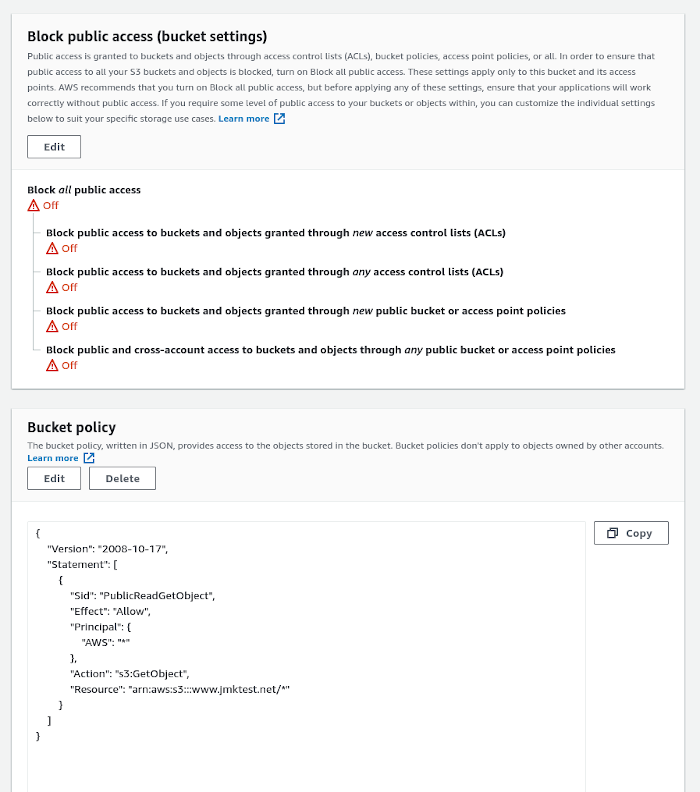 Block public access (bucket settings)
Public access is granted to buckets and objects through access control lists (ACLs), bucket policies, access point policies, or all. In order to ensure that
public access to all your S3 buckets and objects is blocked, turn on Block all public access. These settings apply only to this bucket and its access
points. AWS recommends that you turn on Block all public access, but before applying any of these settings, ensure that your applications will work
correctly without public access. If you require some level of public access to your buckets or objects within, you can customize the individual settings
below to suit your specific storage use cases. Learn more
Edit
Block all public access
Off
Block public access to buckets and objects granted through new access control lists (ACLs)
Off
Block public access to buckets and objects granted through any access control lists (ACLs)
Off
Block public access to buckets and objects granted through new public bucket or access point policies
Off
Block public and cross-account access to buckets and objects through any public bucket or access point policies
Off
Bucket policy
The bucket policy, written in JSON, provides access to the objects stored in the bucket. Bucket policies don't apply to objects owned by other accounts.
Learn more
Edit Delete
Copy
{
"Version": "2008-10-17",
"Statement": [
{
"Sid": "PublicReadGetObject",
"Effect": "Allow",
"Principal": {
"AWS": "*"
},
"Action": "s3:GetObject",
"Resource": "arn:aws:s3:::www.jmktest.net/*"
}
]
}